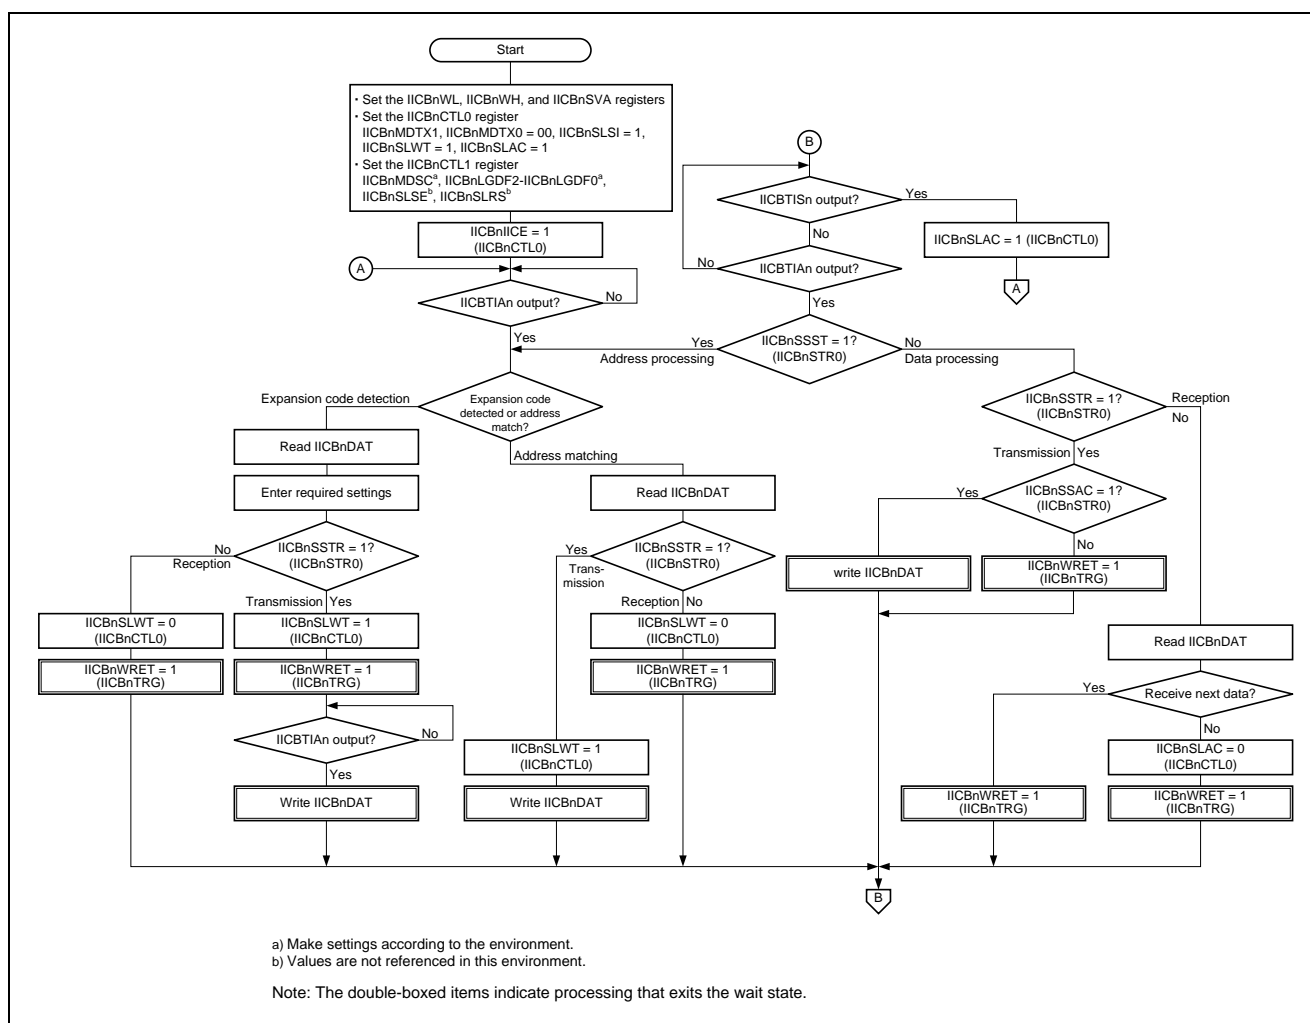 Start
・Set the IICBnWL, IICBnWH, and IICBnSVA registers
・Set the IICBnCTL0 register
IICBnMDTX1, IICBnMDTX0 = 00, IICBnSLSI = 1,
IICBnSLWT = 1, IICBnSLAC = 1
・Set the IICBnCTL1 register
IICBnMDSCa, IICBnLGDF2-IICBnLGDF0a,
IICBnSLSEb, IICBnSLRSb
IICBnIICE = 1
(IICBnCTL0)
A
IICBTIAn output?
No
Yes
B
IICBTISn output?
Yes
IICBnSLAC = 1 (IICBnCTL0)
A
No
IICBTIAn output?
No
Yes
IICBnSSST = 1?
(IICBnSTR0)
Yes
Address processing
No
Data processing
Expansion code
detected or address
match?
Expansion code detection
Read IICBnDAT
Enter required settings
IICBnSSTR = 1?
(IICBnSTR0)
No
Reception
IICBnSLWT = 0
(IICBnCTL0)
IICBnWRET = 1
(IICBnTRG)
Transmission Yes
IICBnSLWT = 1
(IICBnCTL0)
IICBnWRET = 1
(IICBnTRG)
IICBTIAn output?
No
Yes
Write IICBnDAT
Address matching
Read IICBnDAT
IICBnSSTR = 1?
(IICBnSTR0)
Yes
Trans-
mission
IICBnSLWT = 1
(IICBnCTL0)
Write IICBnDAT
Reception No
IICBnSLWT = 0
(IICBnCTL0)
IICBnWRET = 1
(IICBnTRG)
IICBnSSTR = 1?
(IICBnSTR0)
Reception
No
Transmission Yes
IICBnSSAC = 1?
(IICBnSTR0)
Yes
write IICBnDAT
No
IICBnWRET = 1
(IICBnTRG)
Read IICBnDAT
Receive next data?
Yes
IICBnWRET = 1
(IICBnTRG)
No
IICBnSLAC = 0
(IICBnCTL0)
IICBnWRET = 1
(IICBnTRG)
B
a) Make settings according to the environment.
b) Values are not referenced in this environment.
Note: The double-boxed items indicate processing that exits the wait state.